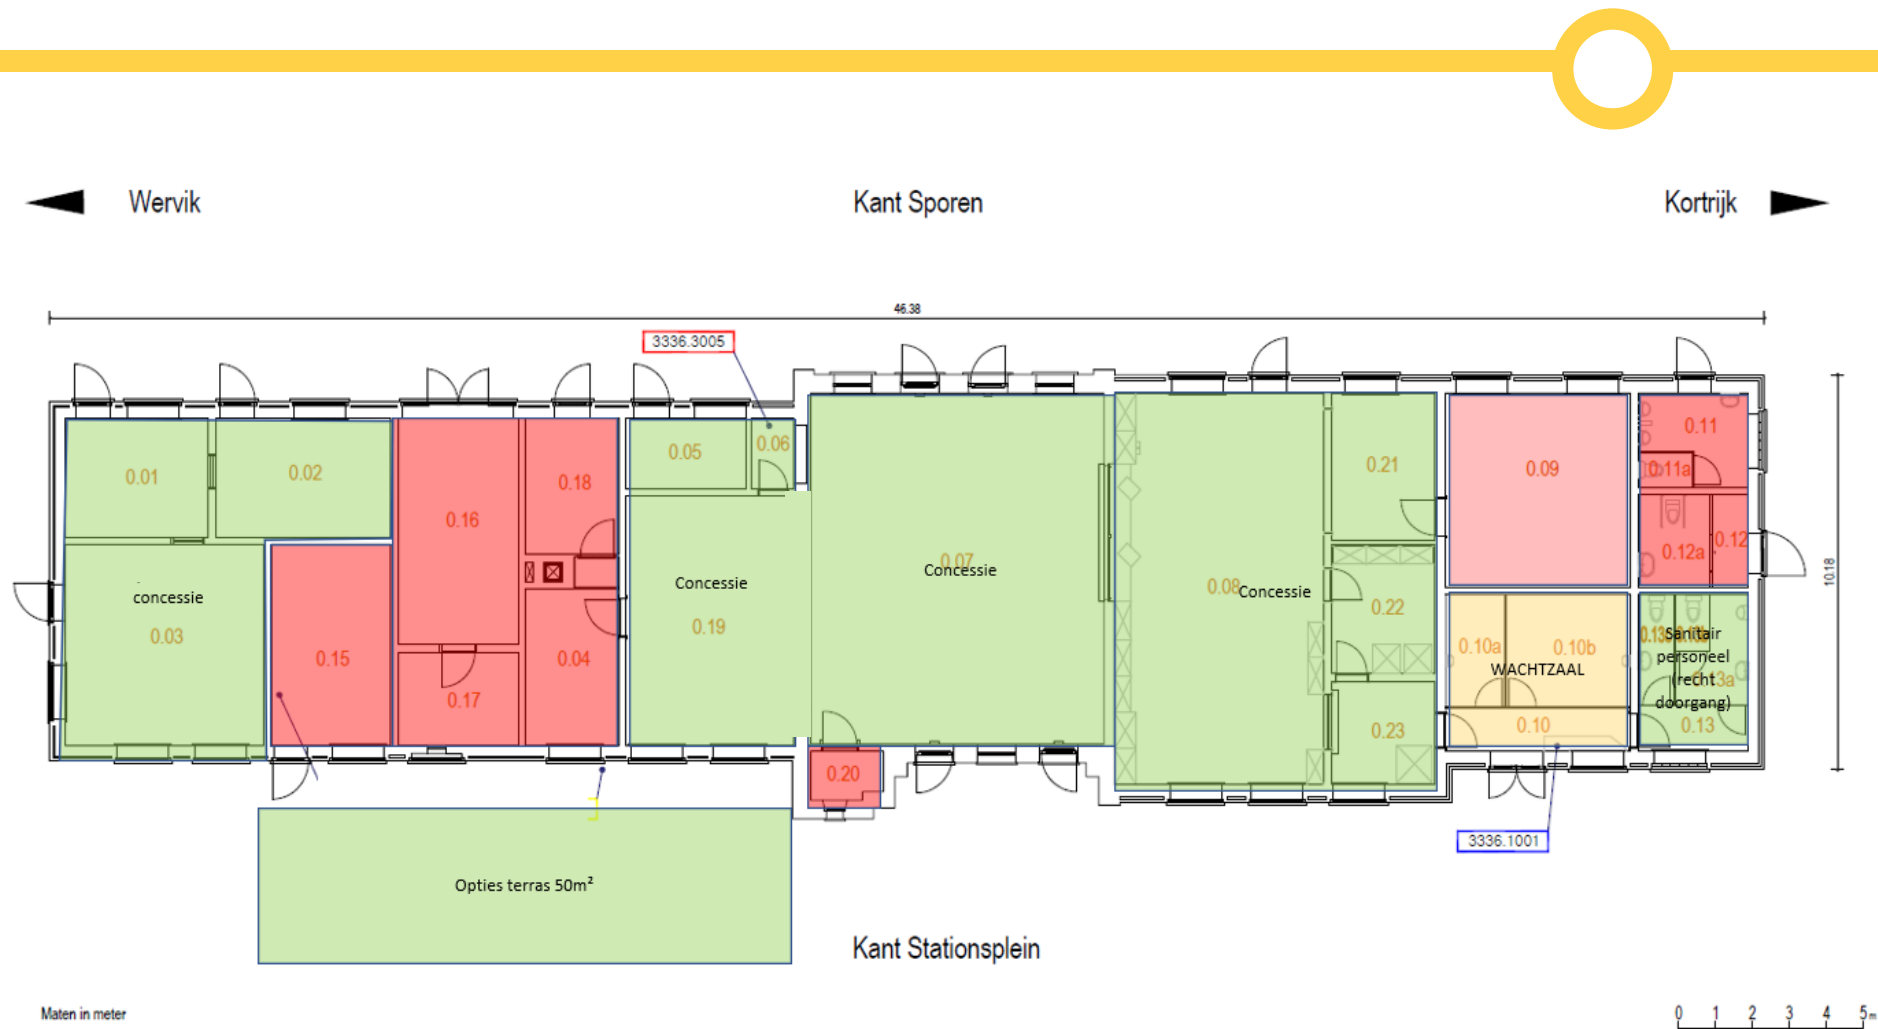 Wervik
Kant Sporen
Kortrijk
46.38
3336.3005
0.01
0.02
0.16
0.18
0.05
0.06
0.07
Concessie
0.21
0.09
0.11
0.11a
0.12a
0.12
concessie
0.03
0.15
0.17
0.04
Concessie
0.19
0.08
Concessie
0.22
0.23
0.10a
0.10b
WACHTZAAL
0.10
Sanitair
personeel
(recht
doorgang)
0.13a
0.13
10.18
0.20
3336.1001
Opties terras 50m²
Kant Stationsplein
Maten in meter
0 1 2 3 4 5m